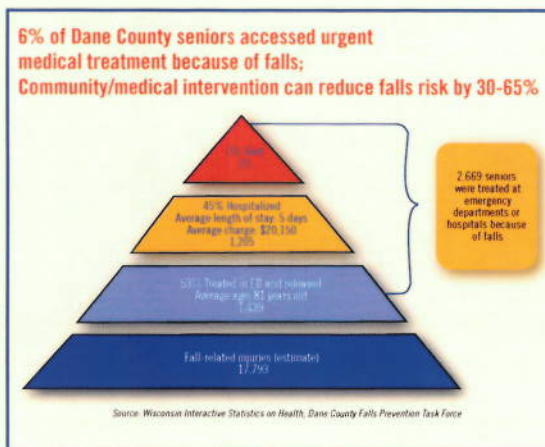 6% of Dane County seniors accessed urgent
medical treatment because of falls;
Community/medical intervention can reduce falls risk by 30-65%
45% Hospitalized
Average length of stay: 5 days
Average charge: $20,150
2,669 seniors
were treated at
emergency
departments or
hospitals because
of falls
53% Treated in ED and released
Average age: 81 years old
Fall-related injuries (estimate)
17,793
Source: Wisconsin Interactive Statistics on Health, Dane County Falls Prevention Task Force